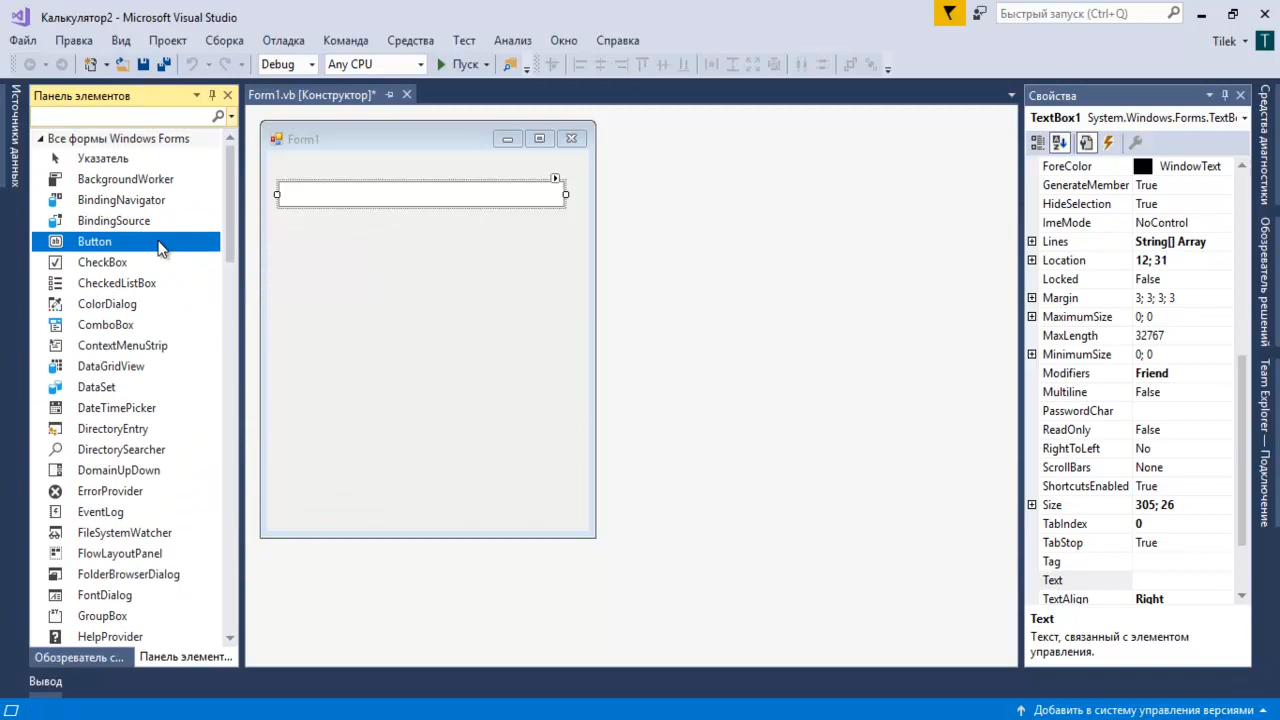 Калькулятор2 - Microsoft Visual Studio
Быстрый запуск (Ctrl+Q)
Файл Правка Вид Проект Сборка Отладка Команда Средства Тест Анализ Окно Справка
Tilek T
Debug Any CPU Пуск
Источники данных
Панель элементов
Все формы Windows Forms
Указатель
BackgroundWorker
BindingNavigator
BindingSource
Button
CheckBox
CheckedListBox
ColorDialog
ComboBox
ContextMenuStrip
DataGridView
DataSet
DateTimePicker
DirectoryEntry
DirectorySearcher
DomainUpDown
ErrorProvider
EventLog
FileSystemWatcher
FlowLayoutPanel
FolderBrowserDialog
FontDialog
GroupBox
HelpProvider
Обозреватель с... Панель элемент...
Form1.vb [Конструктор]*
Form1
Свойства
TextBox1 System.Windows.Forms.TextBo
ForeColor WindowText
GenerateMember True
HideSelection True
ImeMode NoControl
Lines String[] Array
Location 12; 31
Locked False
Margin 3; 3; 3; 3
MaximumSize 0; 0
MaxLength 32767
MinimumSize 0; 0
Modifiers Friend
Multiline False
PasswordChar
ReadOnly False
RightToLeft No
ScrollBars None
ShortcutsEnabled True
Size 305; 26
TabIndex 0
TabStop True
Tag
Text
TextAlign Right
Text
Текст, связанный с элементом
управления.
Средства диагностики
Обозреватель решений
Team Explorer — Подключение
Вывод
Добавить в систему управления версиями